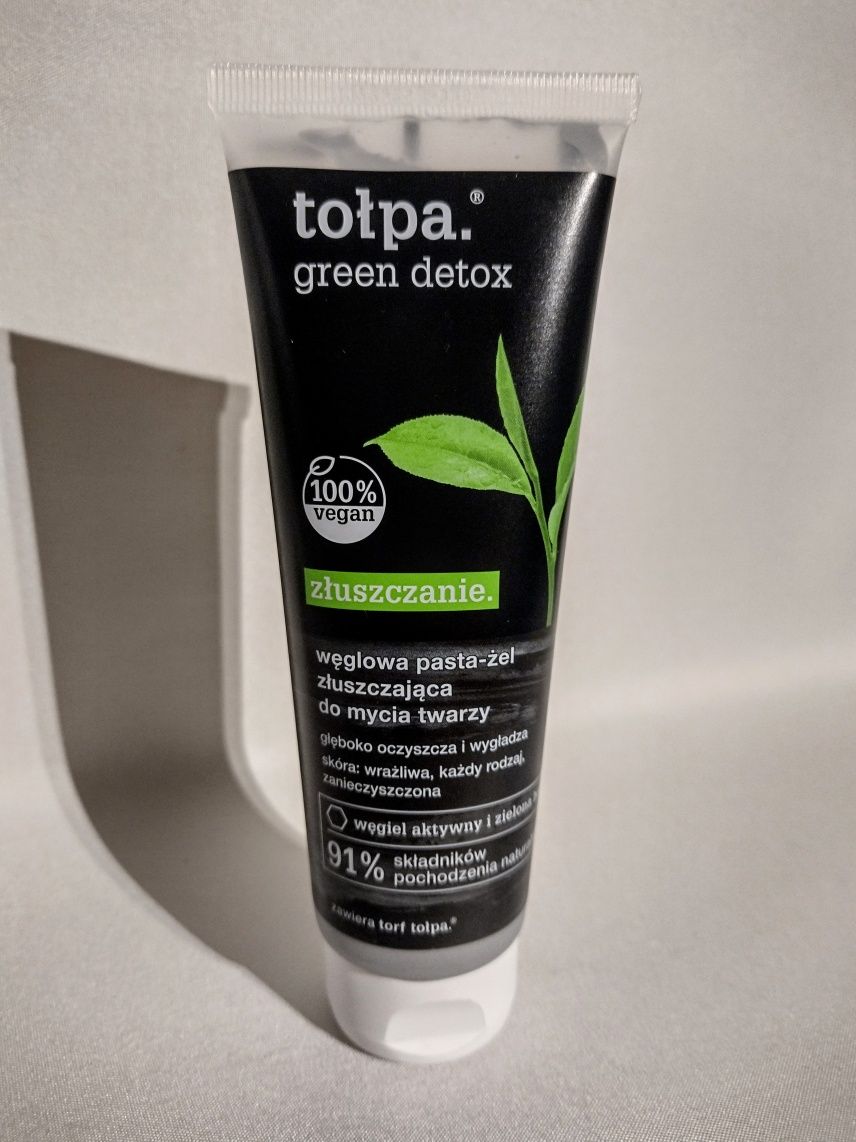 tołpa.®
green detox
100%
vegan
złuszczanie.
węglowa pasta-żel
złuszczająca
do mycia twarzy
głęboko oczyszcza i wygładza
skóra: wrażliwa, każdy rodzaj,
zanieczyszczona
węgiel aktywny i zielona
91% składników
pochodzenia
zawiera torf tołpa.®